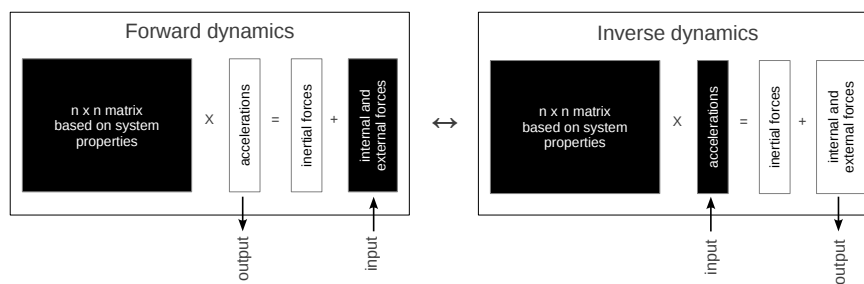 Forward dynamics
n x n matrix
based on system
properties
X
accelerations
=
inertial forces
+
internal and
external forces
output
input
↔
Inverse dynamics
n x n matrix
based on system
properties
X
accelerations
=
inertial forces
+
internal and
external forces
input
output